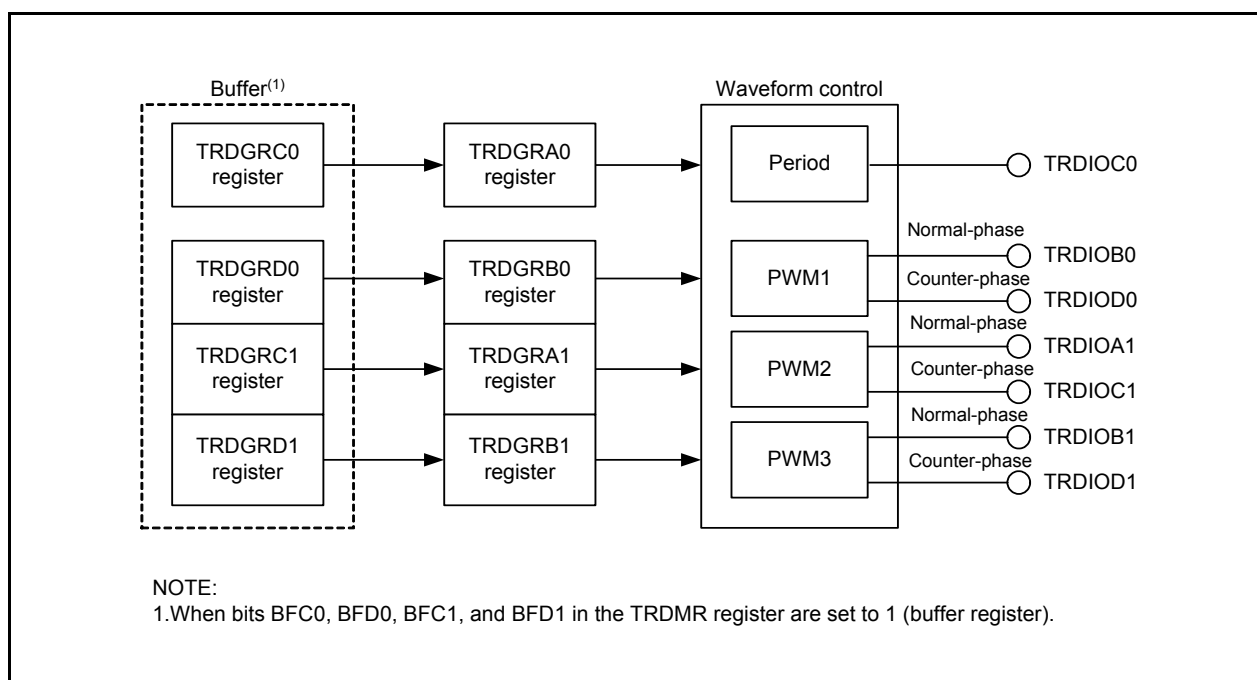 Buffer(1)
Waveform control
TRDGRC0
register
TRDGRA0
register
Period
TRDIOC0
TRDGRD0
register
TRDGRB0
register
PWM1
Normal-phase
TRDIOB0
Counter-phase
TRDIOD0
TRDGRC1
register
TRDGRA1
register
PWM2
Normal-phase
TRDIOA1
Counter-phase
TRDIOC1
TRDGRD1
register
TRDGRB1
register
PWM3
Normal-phase
TRDIOB1
Counter-phase
TRDIOD1
NOTE:
1.When bits BFC0, BFD0, BFC1, and BFD1 in the TRDMR register are set to 1 (buffer register).